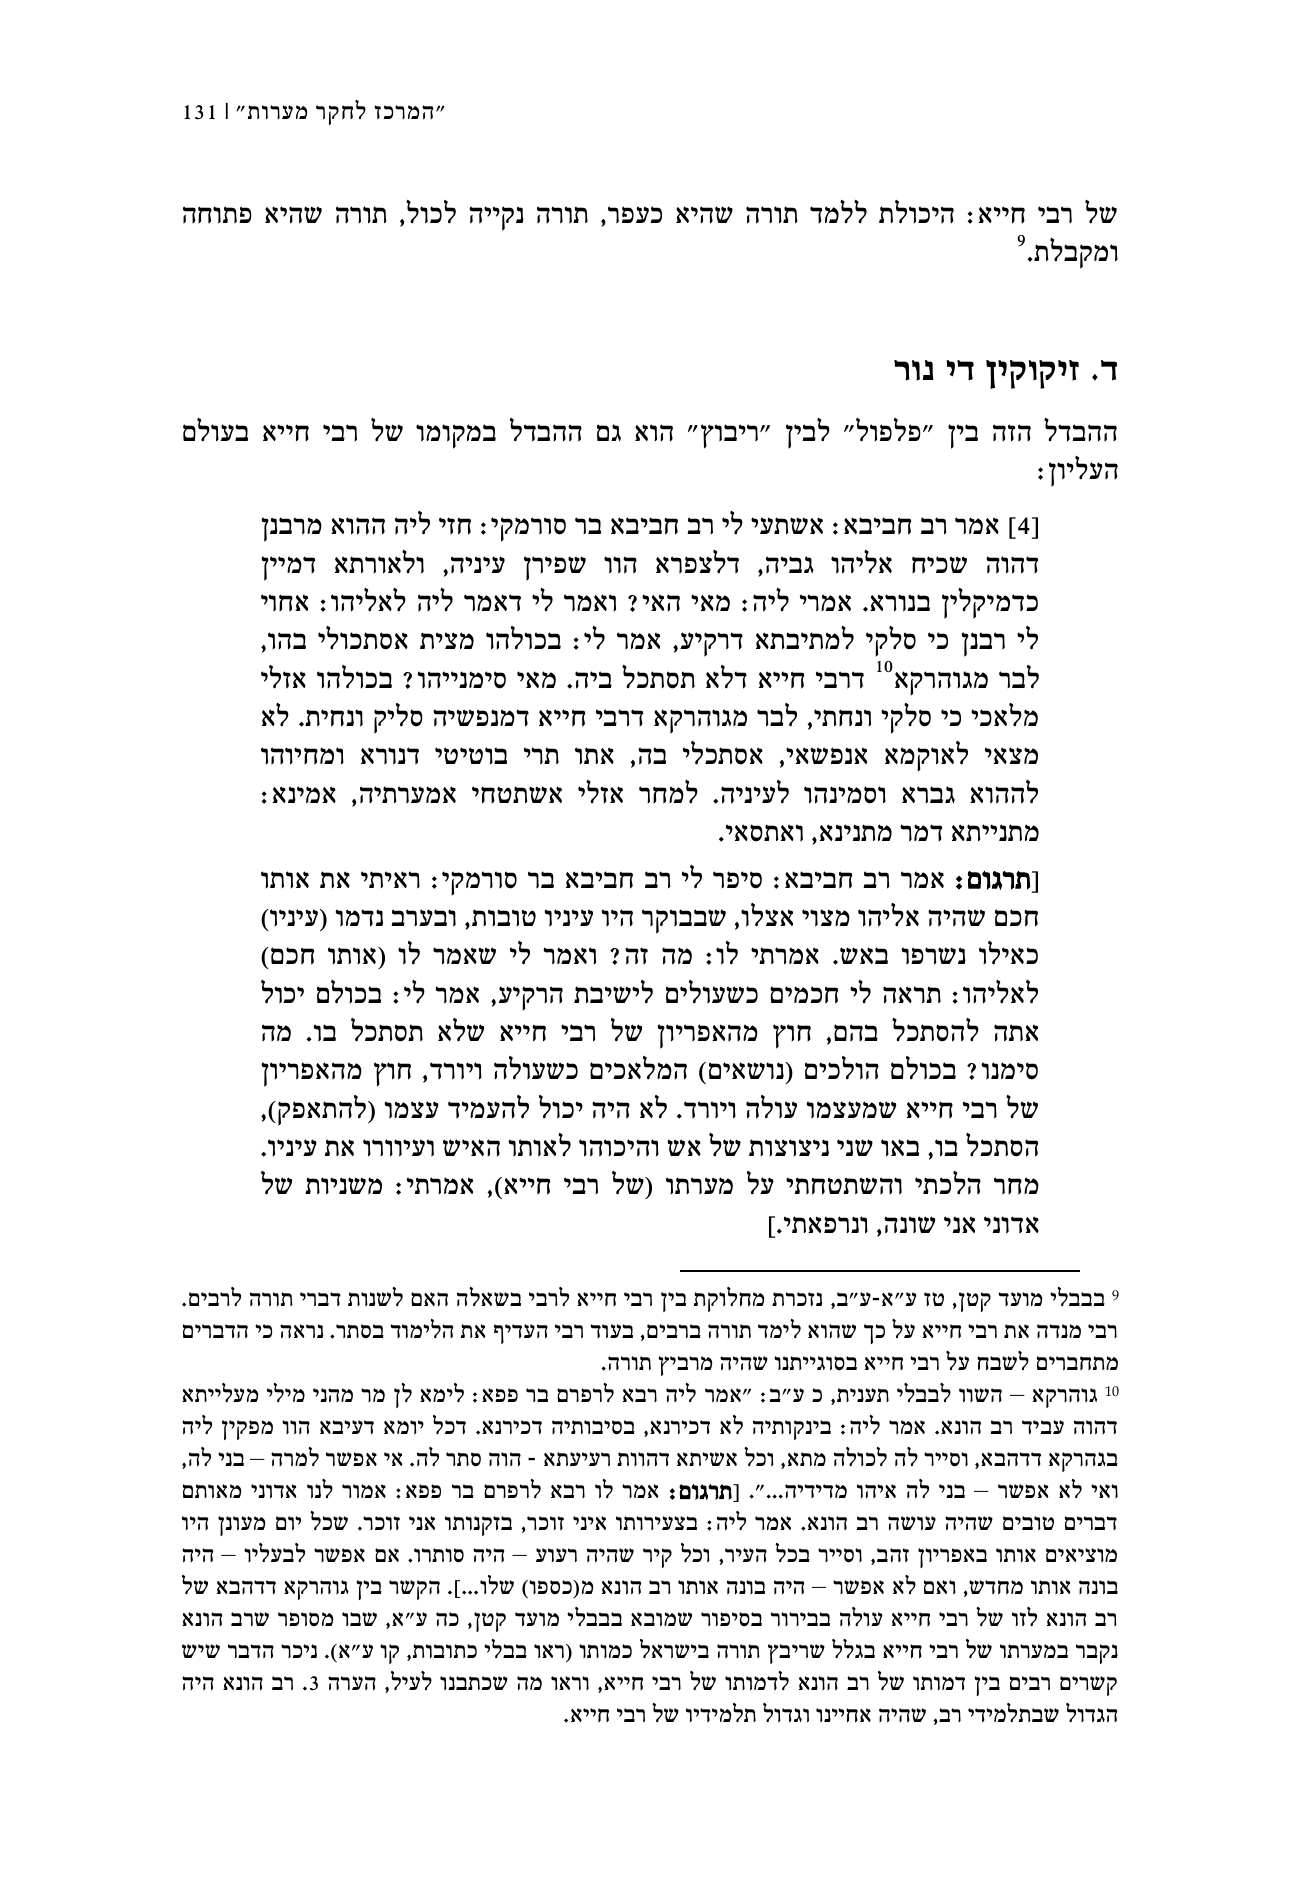 "המרכז לחקר מערות" | 131
של רבי חייא: היכולת ללמד תורה שהיא כעפר, תורה נקייה לכול, תורה שהיא פתוחה
ומקבלת.9
ד. זיקוקין די נור
ההבדל הזה בין "פלפול" לבין "ריבוץ" הוא גם ההבדל במקומו של רבי חייא בעולם
העליון:
[4] אמר רב חביבא: אשתעי לי רב חביבא בר סורמקי: חזי ליה ההוא מרבנן
דהוה שכיח אליהו גביה, דלצפרא הוו שפירן עיניה, ולאורתא דמיין
כדמיקלין בנורא. אמרי ליה: מאי האי? ואמר לי דאמר ליה לאליהו: אחוי
לי רבנן כי סלקי למתיבתא דרקיע, אמר לי: בכולהו מצית אסתכולי בהו,
לבר מגוהרקא10 דרבי חייא דלא תסתכל ביה. מאי סימנייהו? בכולהו אזלי
מלאכי כי סלקי ונחתי, לבר מגוהרקא דרבי חייא דמנפשיה סליק ונחית. לא
מצאי לאוקמא אנפשאי, אסתכלי בה, אתו תרי בוטיטי דנורא ומחיוהו
לההוא גברא וסמינהו לעיניה. למחר אזלי אשתטחי אמערתיה, אמינא:
מתנייתא דמר מתנינא, ואתסאי.
[תרגום: אמר רב חביבא: סיפר לי רב חביבא בר סורמקי: ראיתי את אותו
חכם שהיה אליהו מצוי אצלו, שבבוקר היו עיניו טובות, ובערב נדמו (עיניו)
כאילו נשרפו באש. אמרתי לו: מה זה? ואמר לי שאמר לו (אותו חכם)
לאליהו: תראה לי חכמים כשעולים לישיבת הרקיע, אמר לי: בכולם יכול
אתה להסתכל בהם, חוץ מהאפריון של רבי חייא שלא תסתכל בו. מה
סימנו? בכולם הולכים (נושאים) המלאכים כשעולה ויורד, חוץ מהאפריון
של רבי חייא שמעצמו עולה ויורד. לא היה יכול להעמיד עצמו (להתאפק),
הסתכל בו, באו שני ניצוצות של אש והיכוהו לאותו האיש ועיוורו את עיניו.
מחר הלכתי והשתטחתי על מערתו (של רבי חייא), אמרתי: משניות של
אדוני אני שונה, ונרפאתי.]
9 בבבלי מועד קטן, טז ע"א-ע"ב, נזכרת מחלוקת בין רבי חייא לרבי בשאלה האם לשנות דברי תורה לרבים.
רבי מנדה את רבי חייא על כך שהוא לימד תורה ברבים, בעוד רבי העדיף את הלימוד בסתר. נראה כי הדברים
מתחברים לשבח על רבי חייא בסוגייתנו שהיה מרביץ תורה.
10 גוהרקא – השוו לבבלי תענית, כ ע"ב: "אמר ליה רבא לרפרם בר פפא: לימא לן מר מהני מילי מעלייתא
דהוה עביד רב הונא. אמר ליה: בינקותיה לא דכירנא, בסיבותיה דכירנא. דכל יומא דעיבא הוו מפקין ליה
בגהרקא דדהבא, וסייר לה לכולה מתא, וכל אשיתא דהוות רעיעתא - הוה סתר לה. אי אפשר למרה – בני לה,
ואי לא אפשר – בני לה איהו מדידיה...". [תרגום: אמר לו רבא לרפרם בר פפא: אמור לנו אדוני מאותם
דברים טובים שהיה עושה רב הונא. אמר ליה: בצעירותו איני זוכר, בזקנותו אני זוכר. שכל יום מעונן היו
מוציאים אותו באפריון זהב, וסייר בכל העיר, וכל קיר שהיה רעוע – היה סותרו. אם אפשר לבעליו – היה
בונה אותו מחדש, ואם לא אפשר – היה בונה אותו רב הונא מ(כספו) שלו...]. הקשר בין גוהרקא דדהבא של
רב הונא לזו של רבי חייא עולה בבירור בסיפור שמובא בבבלי מועד קטן, כה ע"א, שבו מסופר שרב הונא
נקבר במערתו של רבי חייא בגלל שריבץ תורה בישראל כמותו (ראו בבלי כתובות, קו ע"א). ניכר הדבר שיש
קשרים רבים בין דמותו של רב הונא לדמותו של רבי חייא, וראו מה שכתבנו לעיל, הערה 3. רב הונא היה
הגדול שבתלמידי רב, שהיה אחיינו וגדול תלמידיו של רבי חייא.